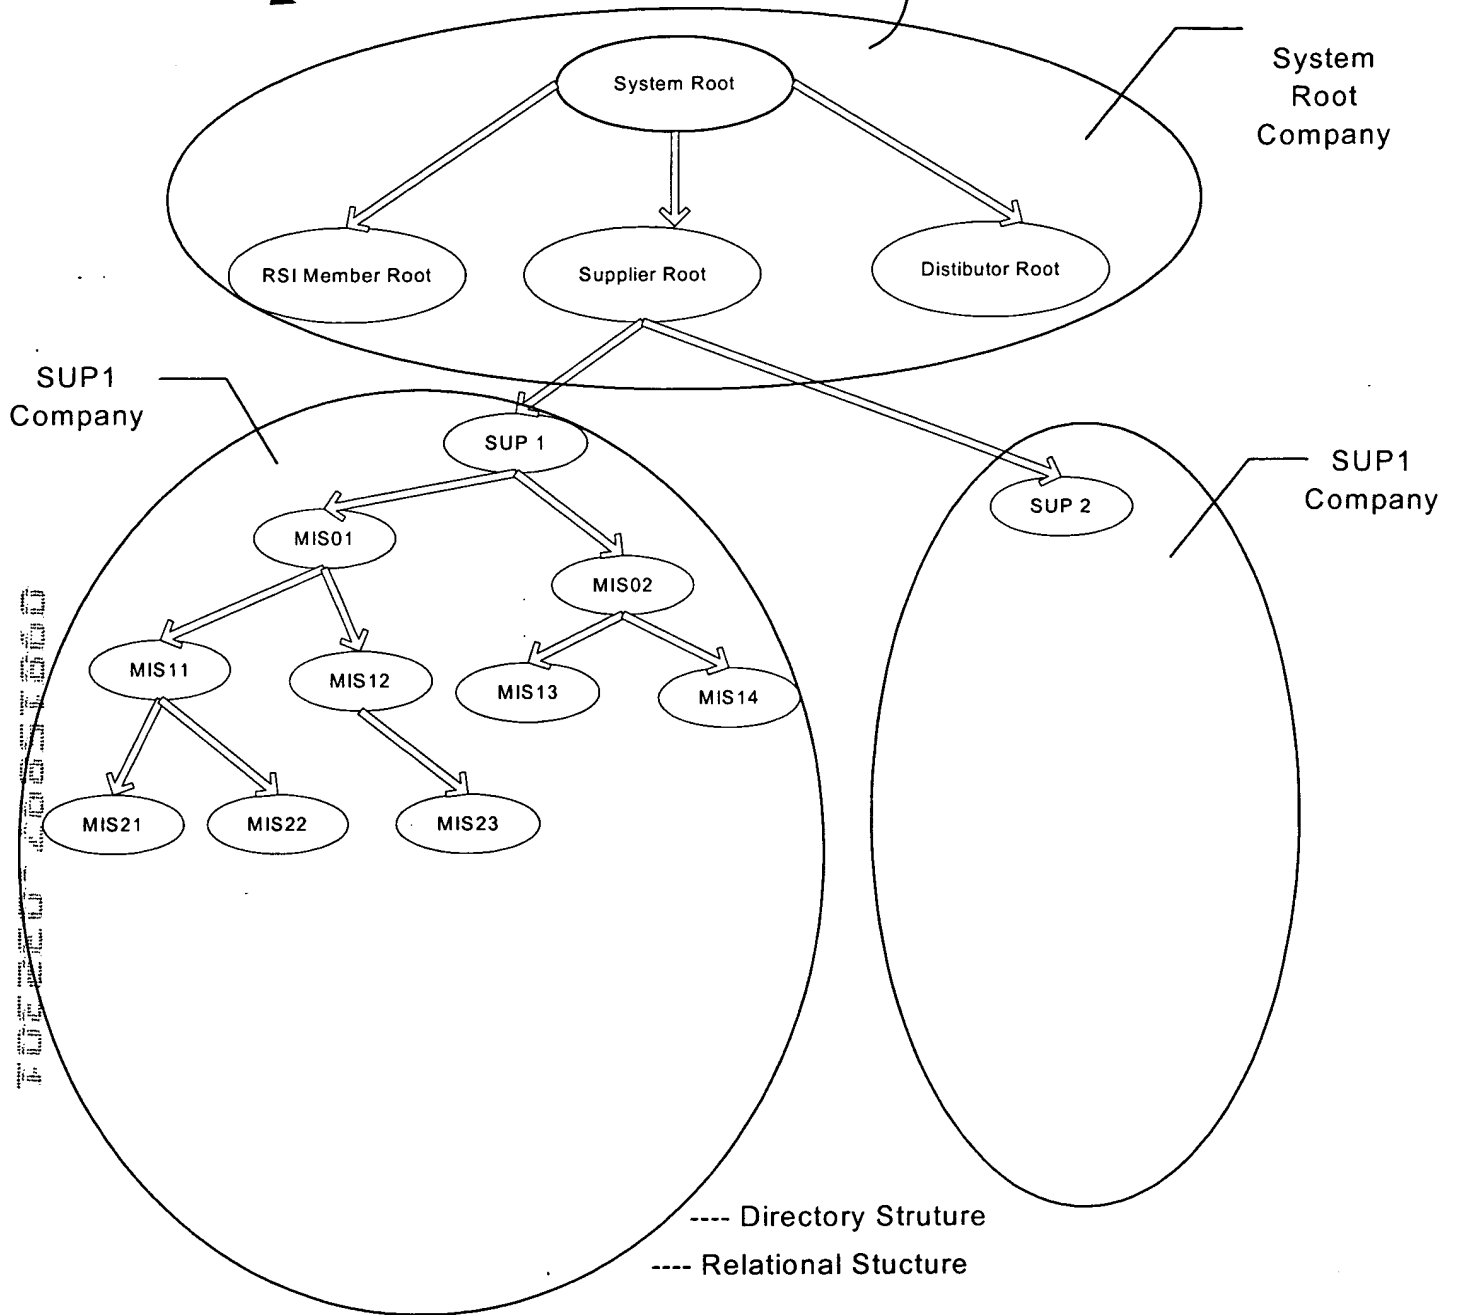 System Root
System
Root
Company
RSI Member Root
Supplier Root
Distibutor Root
SUP1
Company
SUP 1
SUP1
Company
SUP 2
MIS01
MIS02
MIS11
MIS12
MIS13
MIS14
MIS21
MIS22
MIS23
---- Directory Struture
---- Relational Stucture